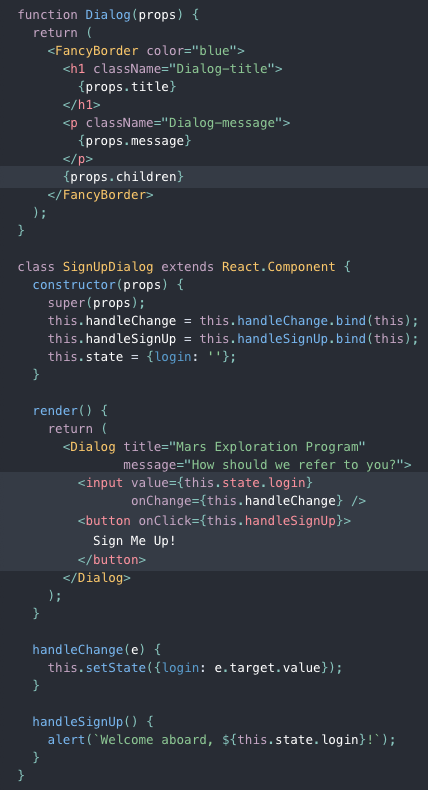 function Dialog(props) {
  return (
    <FancyBorder color="blue">
      <h1 className="Dialog-title">
        {props.title}
      </h1>
      <p className="Dialog-message">
        {props.message}
      </p>
      {props.children}
    </FancyBorder>
  );
}

class SignUpDialog extends React.Component {
  constructor(props) {
    super(props);
    this.handleChange = this.handleChange.bind(this);
    this.handleSignUp = this.handleSignUp.bind(this);
    this.state = {login: ''};
  }

  render() {
    return (
      <Dialog title="Mars Exploration Program"
              message="How should we refer to you?">
        <input value={this.state.login}
               onChange={this.handleChange} />
        <button onClick={this.handleSignUp}>
          Sign Me Up!
        </button>
      </Dialog>
    );
  }

  handleChange(e) {
    this.setState({login: e.target.value});
  }

  handleSignUp() {
    alert(`Welcome aboard, ${this.state.login}!`);
  }
}